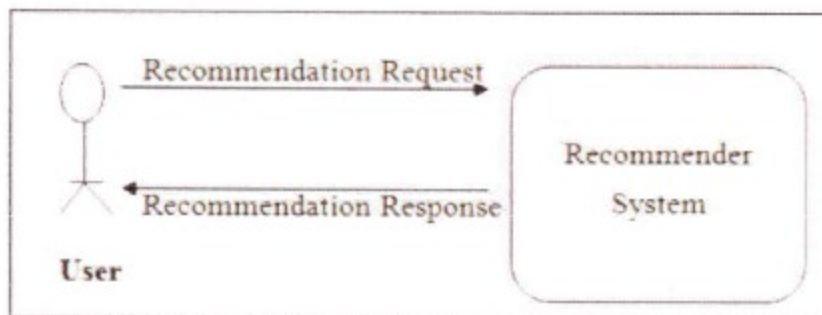 Recommendation Request
Recommender
System
Recommendation Response
User